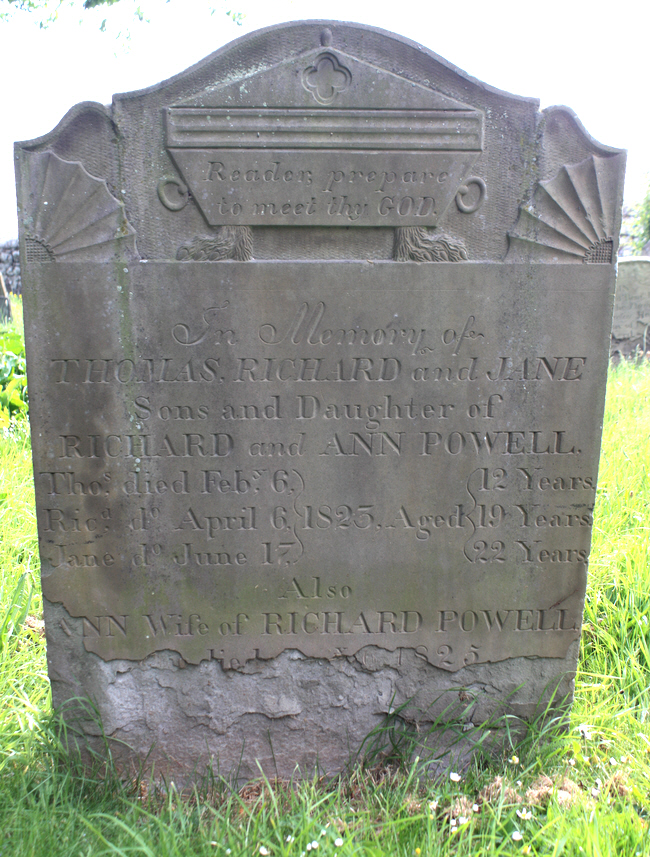 Reader, prepare
to meet thy GOD.
In Memory of
THOMAS, RICHARD and JANE
Sons and Daughter of
RICHARD and ANN POWELL.
Thos. died Feby. 6, 12 Years
Ricd. do. April 6, 1823, Aged 19 Years
Jane do. June 17, 22 Years
Also
ANN Wife of RICHARD POWELL,
died 1825